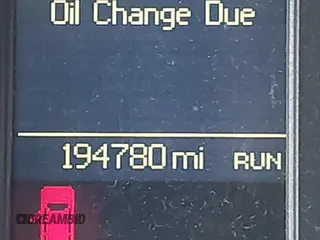 Oil Change Due
194780 mi RUN
DREAMBID